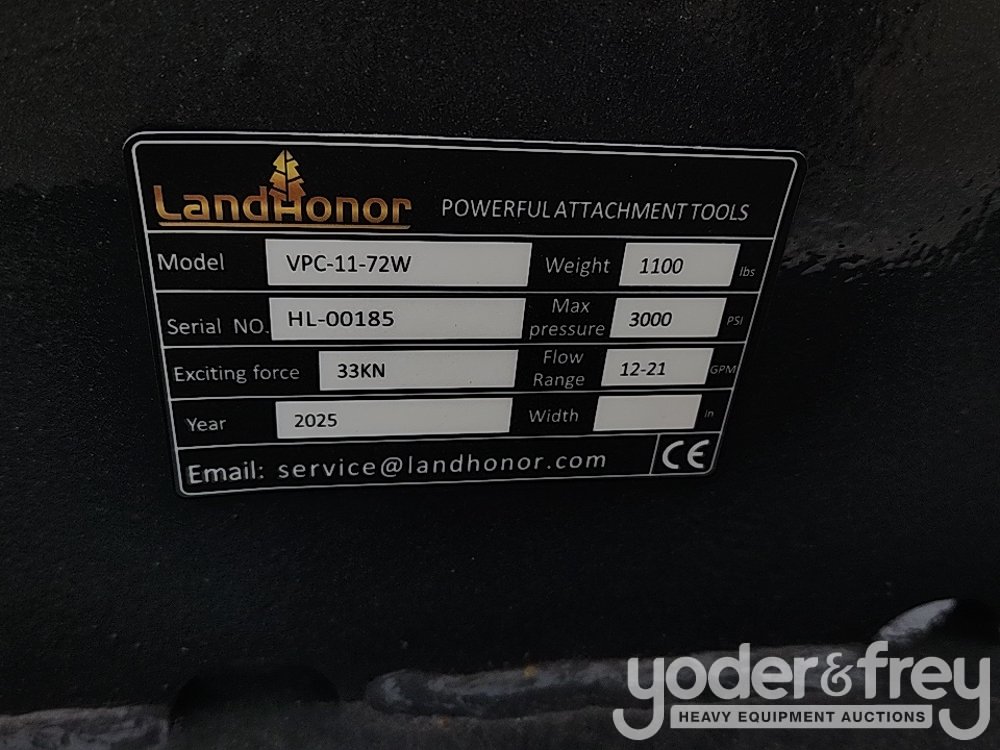 LandHonor POWERFUL ATTACHMENT TOOLS
Model VPC-11-72W Weight 1100 lbs
Serial NO. HL-00185 Max pressure 3000 PSI
Exciting force 33KN Flow Range 12-21 GPM
Year 2025 Width in
Email: service@landhonor.com CE
yoder&frey
HEAVY EQUIPMENT AUCTIONS